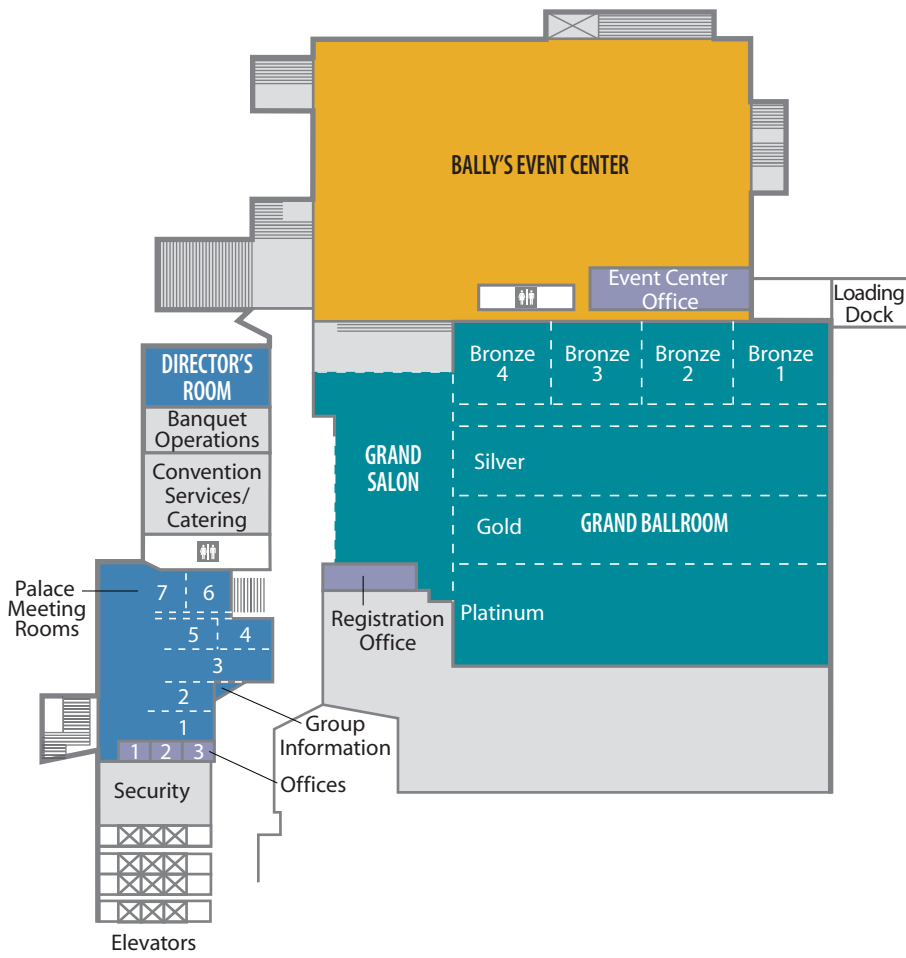 BALLY'S EVENT CENTER
Event Center
Office
Loading
Dock
DIRECTOR'S
ROOM
Banquet
Operations
Convention
Services/
Catering
Bronze
4
Bronze
3
Bronze
2
Bronze
1
GRAND
SALON
Silver
Gold
GRAND BALLROOM
Platinum
Registration
Office
Palace
Meeting
Rooms
7
6
5
4
3
2
1
Group
Information
1
2
3
Offices
Security
Elevators